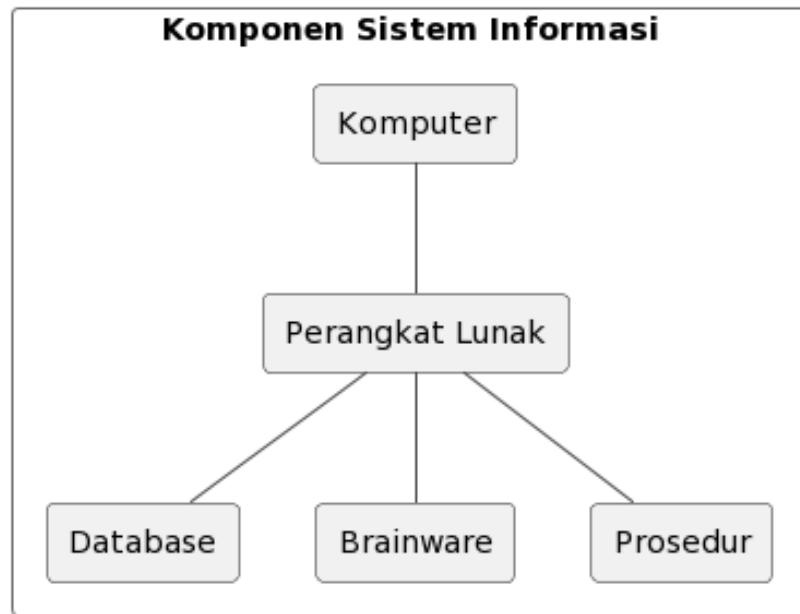 Komponen Sistem Informasi
Komputer
Perangkat Lunak
Database
Brainware
Prosedur